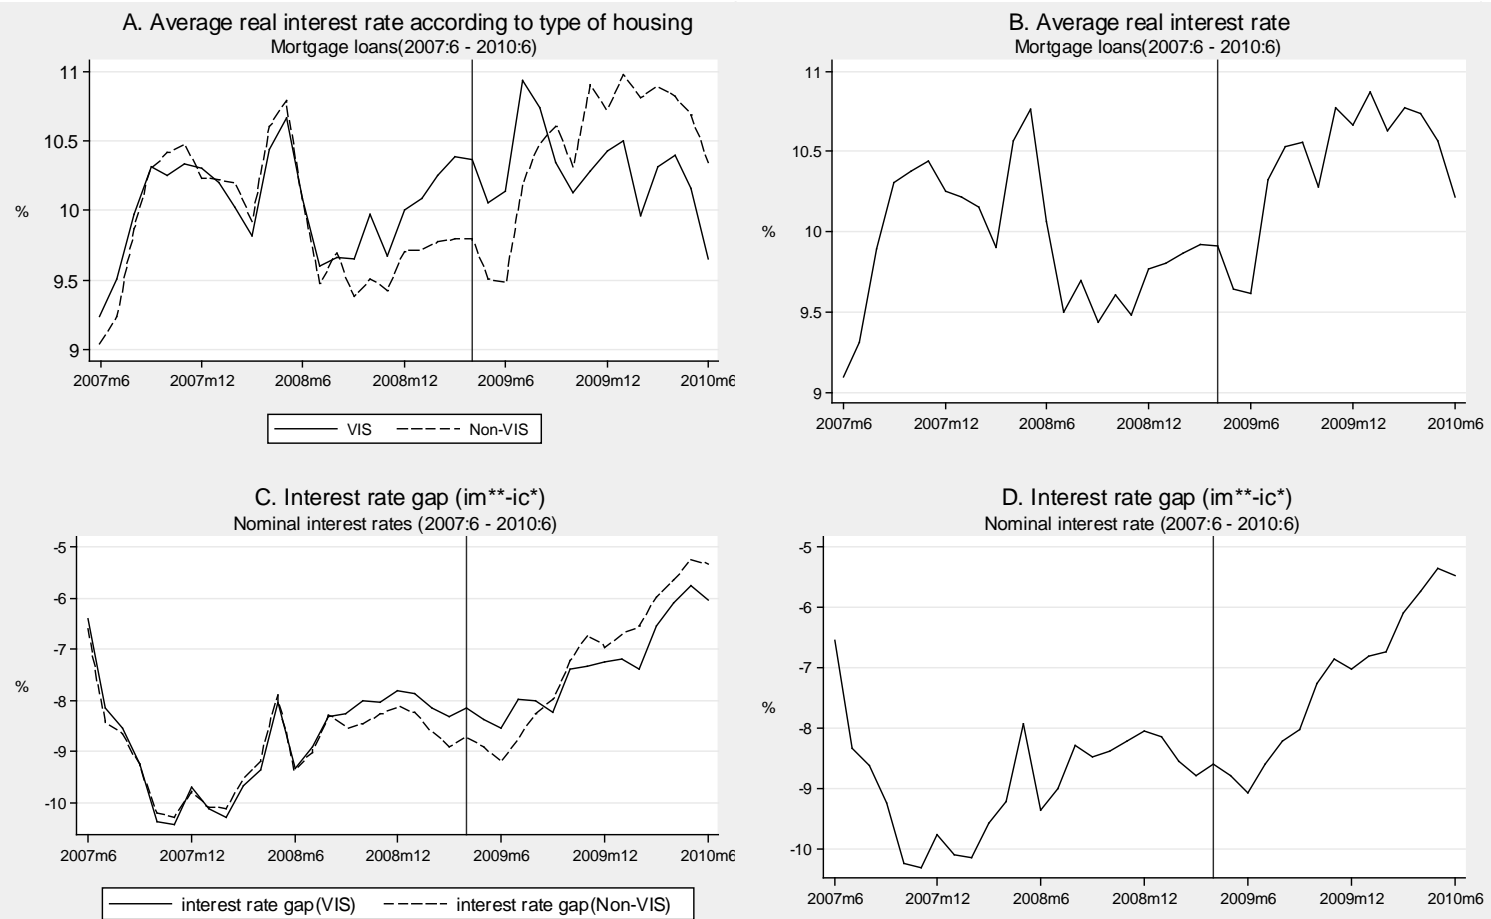 A. Average real interest rate according to type of housing
Mortgage loans(2007:6 - 2010:6)
11
10.5
10
%
9.5
9
2007m6 2007m12 2008m6 2008m12 2009m6 2009m12 2010m6
VIS Non-VIS
B. Average real interest rate
Mortgage loans(2007:6 - 2010:6)
11
10.5
10
%
9.5
9
2007m6 2007m12 2008m6 2008m12 2009m6 2009m12 2010m6
C. Interest rate gap (im**-ic*)
Nominal interest rates (2007:6 - 2010:6)
-5
-6
-7
%
-8
-9
-10
2007m6 2007m12 2008m6 2008m12 2009m6 2009m12 2010m6
interest rate gap(VIS) interest rate gap(Non-VIS)
D. Interest rate gap (im**-ic*)
Nominal interest rate (2007:6 - 2010:6)
-5
-6
-7
%
-8
-9
-10
2007m6 2007m12 2008m6 2008m12 2009m6 2009m12 2010m6